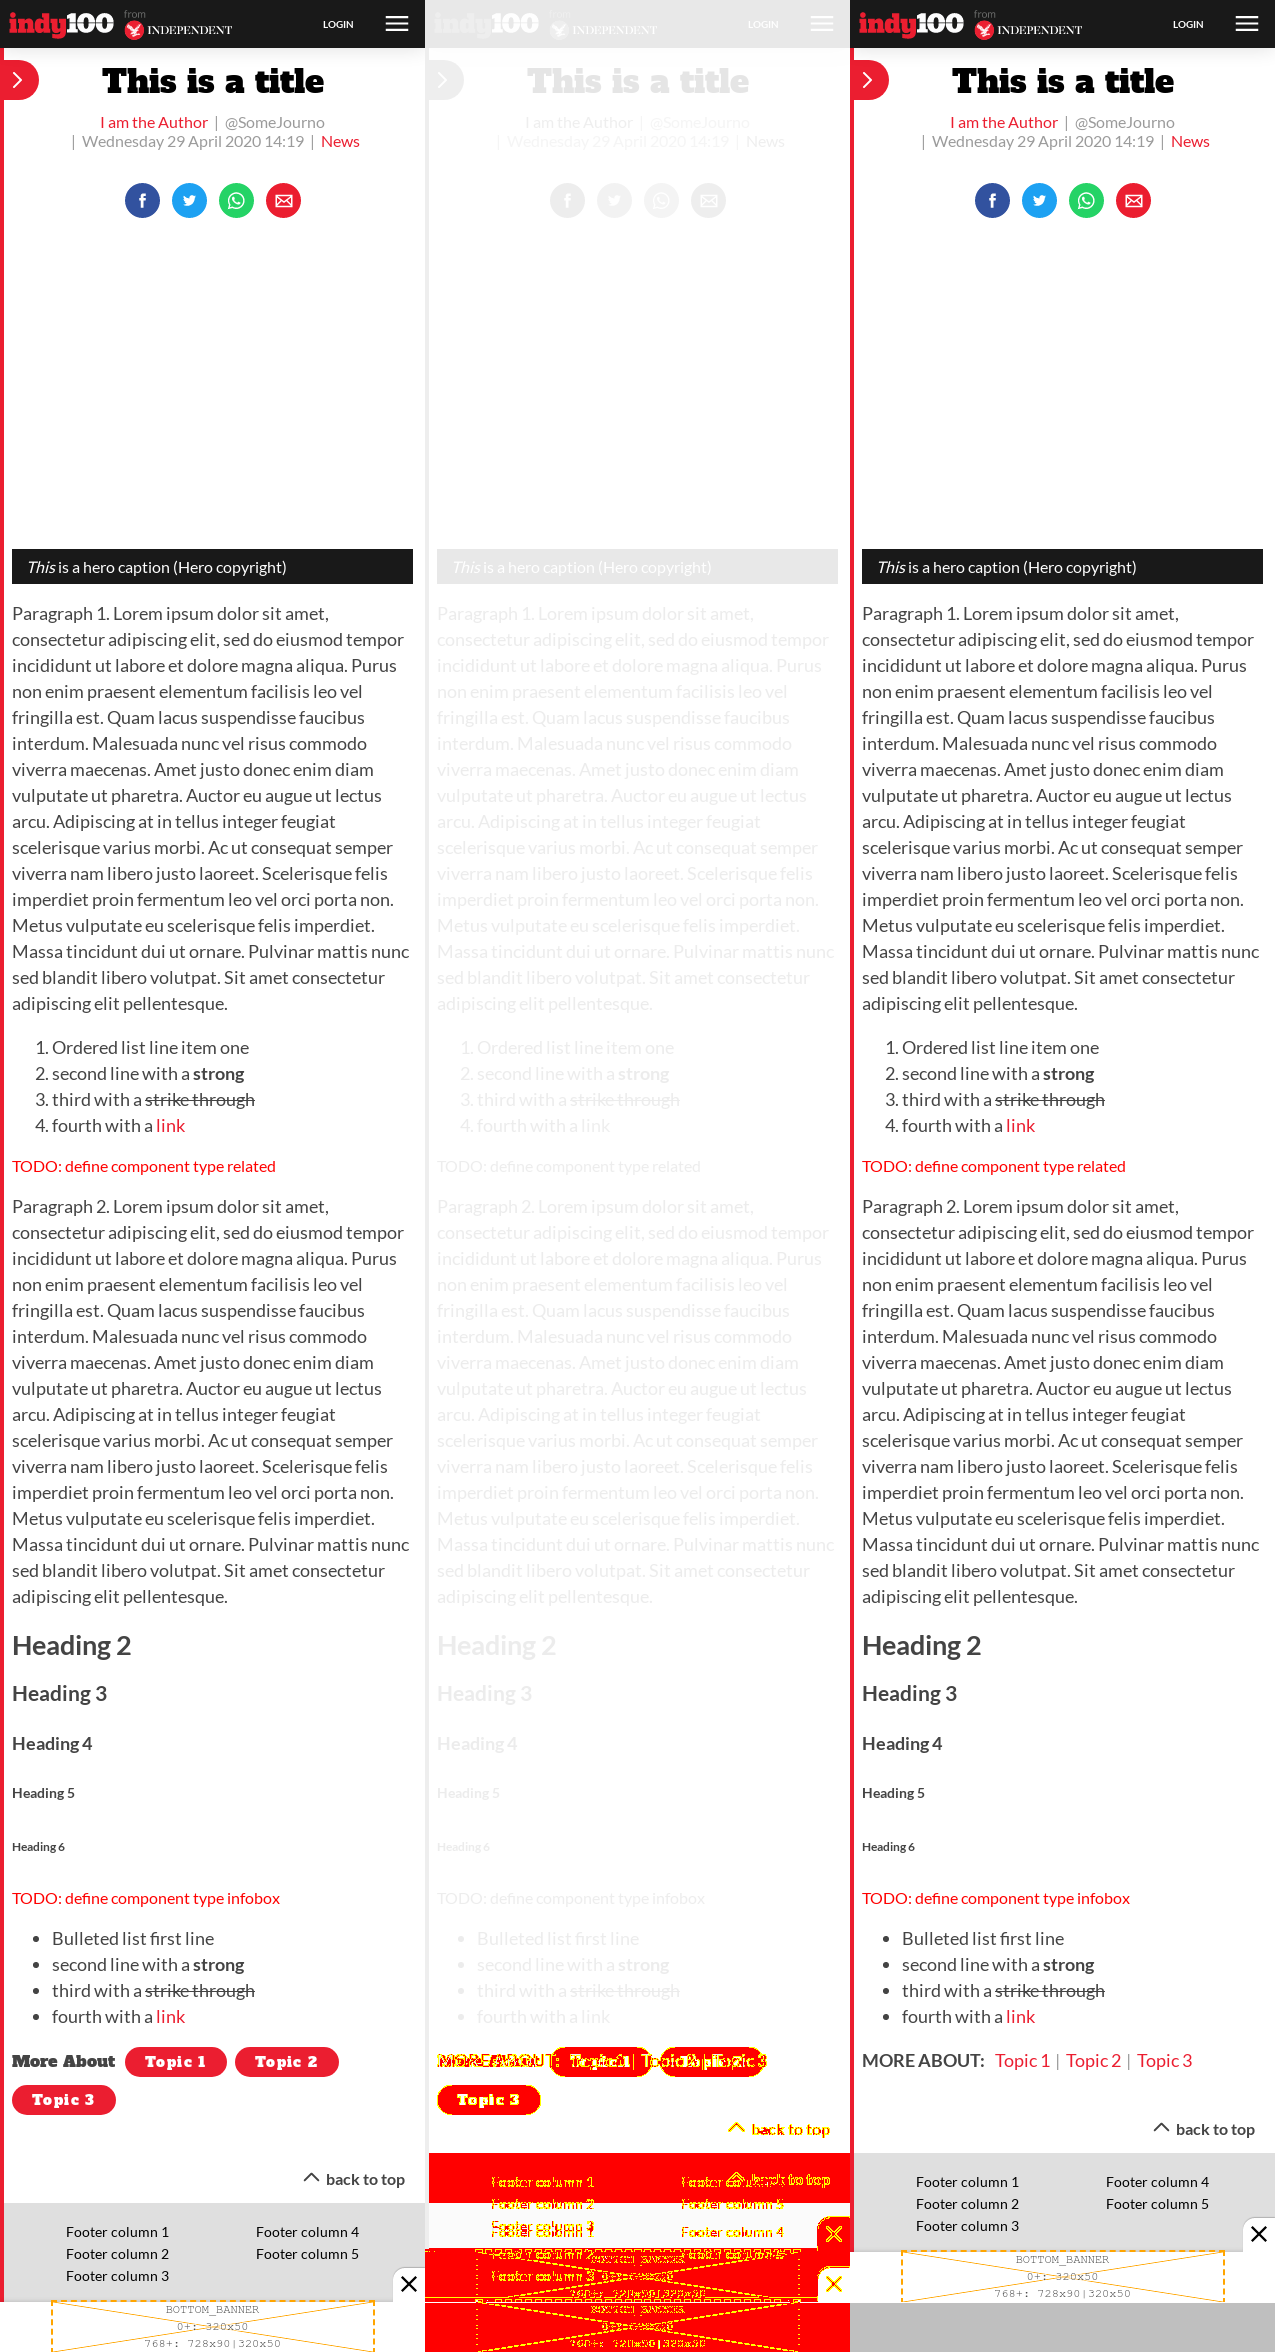 indy100 from INDEPENDENT LOGIN
This is a title
I am the Author | @SomeJourno
| Wednesday 29 April 2020 14:19 | News
This is a hero caption (Hero copyright)
Paragraph 1. Lorem ipsum dolor sit amet,
consectetur adipiscing elit, sed do eiusmod tempor
incididunt ut labore et dolore magna aliqua. Purus
non enim praesent elementum facilisis leo vel
fringilla est. Quam lacus suspendisse faucibus
interdum. Malesuada nunc vel risus commodo
viverra maecenas. Amet justo donec enim diam
vulputate ut pharetra. Auctor eu augue ut lectus
arcu. Adipiscing at in tellus integer feugiat
scelerisque varius morbi. Ac ut consequat semper
viverra nam libero justo laoreet. Scelerisque felis
imperdiet proin fermentum leo vel orci porta non.
Metus vulputate eu scelerisque felis imperdiet.
Massa tincidunt dui ut ornare. Pulvinar mattis nunc
sed blandit libero volutpat. Sit amet consectetur
adipiscing elit pellentesque.
1. Ordered list line item one
2. second line with a strong
3. third with a strike through
4. fourth with a link
TODO: define component type related
Paragraph 2. Lorem ipsum dolor sit amet,
consectetur adipiscing elit, sed do eiusmod tempor
incididunt ut labore et dolore magna aliqua. Purus
non enim praesent elementum facilisis leo vel
fringilla est. Quam lacus suspendisse faucibus
interdum. Malesuada nunc vel risus commodo
viverra maecenas. Amet justo donec enim diam
vulputate ut pharetra. Auctor eu augue ut lectus
arcu. Adipiscing at in tellus integer feugiat
scelerisque varius morbi. Ac ut consequat semper
viverra nam libero justo laoreet. Scelerisque felis
imperdiet proin fermentum leo vel orci porta non.
Metus vulputate eu scelerisque felis imperdiet.
Massa tincidunt dui ut ornare. Pulvinar mattis nunc
sed blandit libero volutpat. Sit amet consectetur
adipiscing elit pellentesque.
Heading 2
Heading 3
Heading 4
Heading 5
Heading 6
TODO: define component type infobox
• Bulleted list first line
• second line with a strong
• third with a strike through
• fourth with a link
More About Topic 1 Topic 2
Topic 3
back to top
Footer column 1 Footer column 4
Footer column 2 Footer column 5
Footer column 3
BOTTOM_BANNER
0+: 320x50
768+: 728x90|320x50
indy100 from INDEPENDENT LOGIN
This is a title
I am the Author | @SomeJourno
| Wednesday 29 April 2020 14:19 | News
This is a hero caption (Hero copyright)
Paragraph 1. Lorem ipsum dolor sit amet,
consectetur adipiscing elit, sed do eiusmod tempor
incididunt ut labore et dolore magna aliqua. Purus
non enim praesent elementum facilisis leo vel
fringilla est. Quam lacus suspendisse faucibus
interdum. Malesuada nunc vel risus commodo
viverra maecenas. Amet justo donec enim diam
vulputate ut pharetra. Auctor eu augue ut lectus
arcu. Adipiscing at in tellus integer feugiat
scelerisque varius morbi. Ac ut consequat semper
viverra nam libero justo laoreet. Scelerisque felis
imperdiet proin fermentum leo vel orci porta non.
Metus vulputate eu scelerisque felis imperdiet.
Massa tincidunt dui ut ornare. Pulvinar mattis nunc
sed blandit libero volutpat. Sit amet consectetur
adipiscing elit pellentesque.
1. Ordered list line item one
2. second line with a strong
3. third with a strike through
4. fourth with a link
TODO: define component type related
Paragraph 2. Lorem ipsum dolor sit amet,
consectetur adipiscing elit, sed do eiusmod tempor
incididunt ut labore et dolore magna aliqua. Purus
non enim praesent elementum facilisis leo vel
fringilla est. Quam lacus suspendisse faucibus
interdum. Malesuada nunc vel risus commodo
viverra maecenas. Amet justo donec enim diam
vulputate ut pharetra. Auctor eu augue ut lectus
arcu. Adipiscing at in tellus integer feugiat
scelerisque varius morbi. Ac ut consequat semper
viverra nam libero justo laoreet. Scelerisque felis
imperdiet proin fermentum leo vel orci porta non.
Metus vulputate eu scelerisque felis imperdiet.
Massa tincidunt dui ut ornare. Pulvinar mattis nunc
sed blandit libero volutpat. Sit amet consectetur
adipiscing elit pellentesque.
Heading 2
Heading 3
Heading 4
Heading 5
Heading 6
TODO: define component type infobox
• Bulleted list first line
• second line with a strong
• third with a strike through
• fourth with a link
Topic 3
back to top
back to top
Footer column 1
Footer column 4
indy100 from INDEPENDENT LOGIN
This is a title
I am the Author | @SomeJourno
| Wednesday 29 April 2020 14:19 | News
This is a hero caption (Hero copyright)
Paragraph 1. Lorem ipsum dolor sit amet,
consectetur adipiscing elit, sed do eiusmod tempor
incididunt ut labore et dolore magna aliqua. Purus
non enim praesent elementum facilisis leo vel
fringilla est. Quam lacus suspendisse faucibus
interdum. Malesuada nunc vel risus commodo
viverra maecenas. Amet justo donec enim diam
vulputate ut pharetra. Auctor eu augue ut lectus
arcu. Adipiscing at in tellus integer feugiat
scelerisque varius morbi. Ac ut consequat semper
viverra nam libero justo laoreet. Scelerisque felis
imperdiet proin fermentum leo vel orci porta non.
Metus vulputate eu scelerisque felis imperdiet.
Massa tincidunt dui ut ornare. Pulvinar mattis nunc
sed blandit libero volutpat. Sit amet consectetur
adipiscing elit pellentesque.
1. Ordered list line item one
2. second line with a strong
3. third with a strike through
4. fourth with a link
TODO: define component type related
Paragraph 2. Lorem ipsum dolor sit amet,
consectetur adipiscing elit, sed do eiusmod tempor
incididunt ut labore et dolore magna aliqua. Purus
non enim praesent elementum facilisis leo vel
fringilla est. Quam lacus suspendisse faucibus
interdum. Malesuada nunc vel risus commodo
viverra maecenas. Amet justo donec enim diam
vulputate ut pharetra. Auctor eu augue ut lectus
arcu. Adipiscing at in tellus integer feugiat
scelerisque varius morbi. Ac ut consequat semper
viverra nam libero justo laoreet. Scelerisque felis
imperdiet proin fermentum leo vel orci porta non.
Metus vulputate eu scelerisque felis imperdiet.
Massa tincidunt dui ut ornare. Pulvinar mattis nunc
sed blandit libero volutpat. Sit amet consectetur
adipiscing elit pellentesque.
Heading 2
Heading 3
Heading 4
Heading 5
Heading 6
TODO: define component type infobox
• Bulleted list first line
• second line with a strong
• third with a strike through
• fourth with a link
MORE ABOUT: Topic 1 | Topic 2 | Topic 3
back to top
Footer column 1 Footer column 4
Footer column 2 Footer column 5
Footer column 3
BOTTOM_BANNER
0+: 320x50
768+: 728x90|320x50